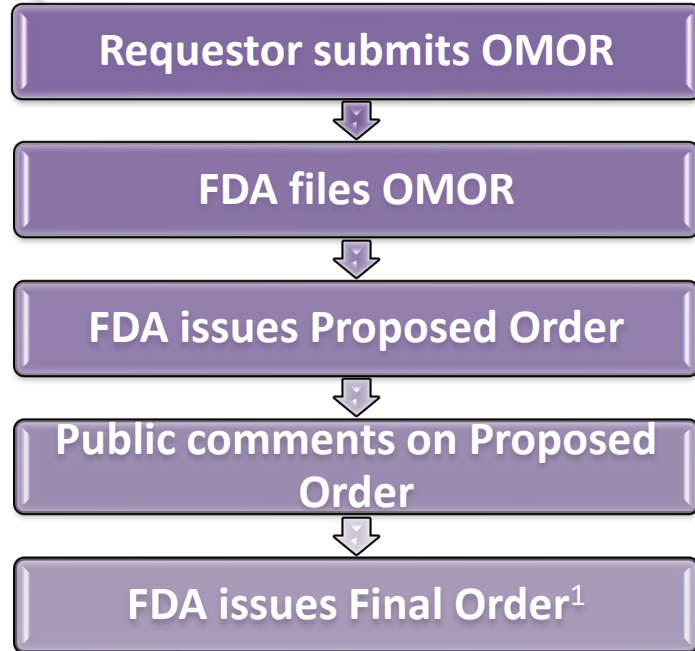 Requestor submits OMOR
FDA files OMOR
FDA issues Proposed Order
Public comments on Proposed
Order
FDA issues Final Order¹